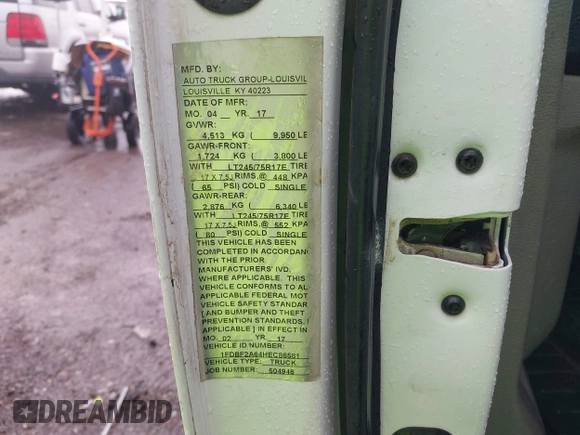 MFD. BY:
AUTO TRUCK GROUP-LOUISVIL
LOUISVILLE KY 40223
DATE OF MFR:
MO. 04 YR. 17
GVWR:
4,513 KG ( 9,950 LB
GAWR-FRONT:
1,724 KG ( 3,800 LB
WITH LT245/75R17E TIRE
17 X 7.5J RIMS,@ 448 KPA
( 65 PSI) COLD SINGLE
GAWR-REAR:
2,876 KG ( 6,340 LB
WITH LT245/75R17E TIRE
17 X 7.5J RIMS,@ 552 KPA
( 80 PSI) COLD SINGLE
THIS VEHICLE HAS BEEN
COMPLETED IN ACCORDAN
WITH THE PRIOR
MANUFACTURERS' IVD,
WHERE APPLICABLE. THIS
VEHICLE CONFORMS TO AL
APPLICABLE FEDERAL MOT
VEHICLE SAFETY STANDAR
[ AND BUMPER AND THEFT
PREVENTION STANDARDS, I
APPLICABLE ] IN EFFECT IN
MO. 02 YR. 17
VEHICLE ID NUMBER:
1FDBF2A64HEC86581
VEHICLE TYPE: TRUCK
JOB NUMBER: 504946
DREAMBID